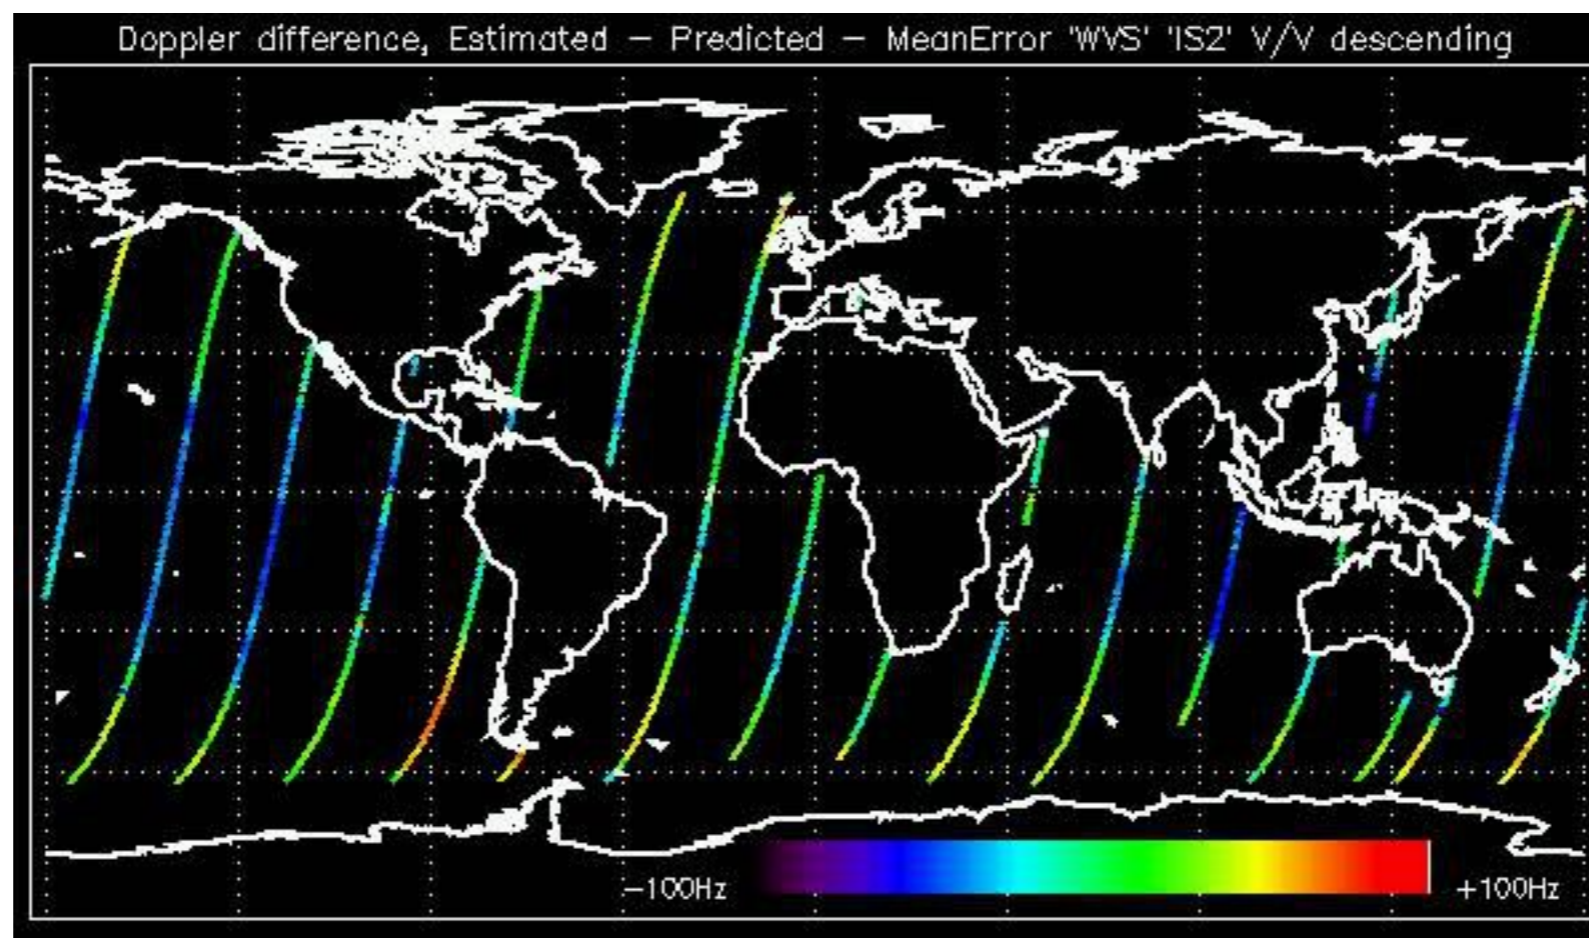 Doppler difference, Estimated - Predicted - MeanError 'WVS' 'IS2' V/V descending
-100Hz +100Hz